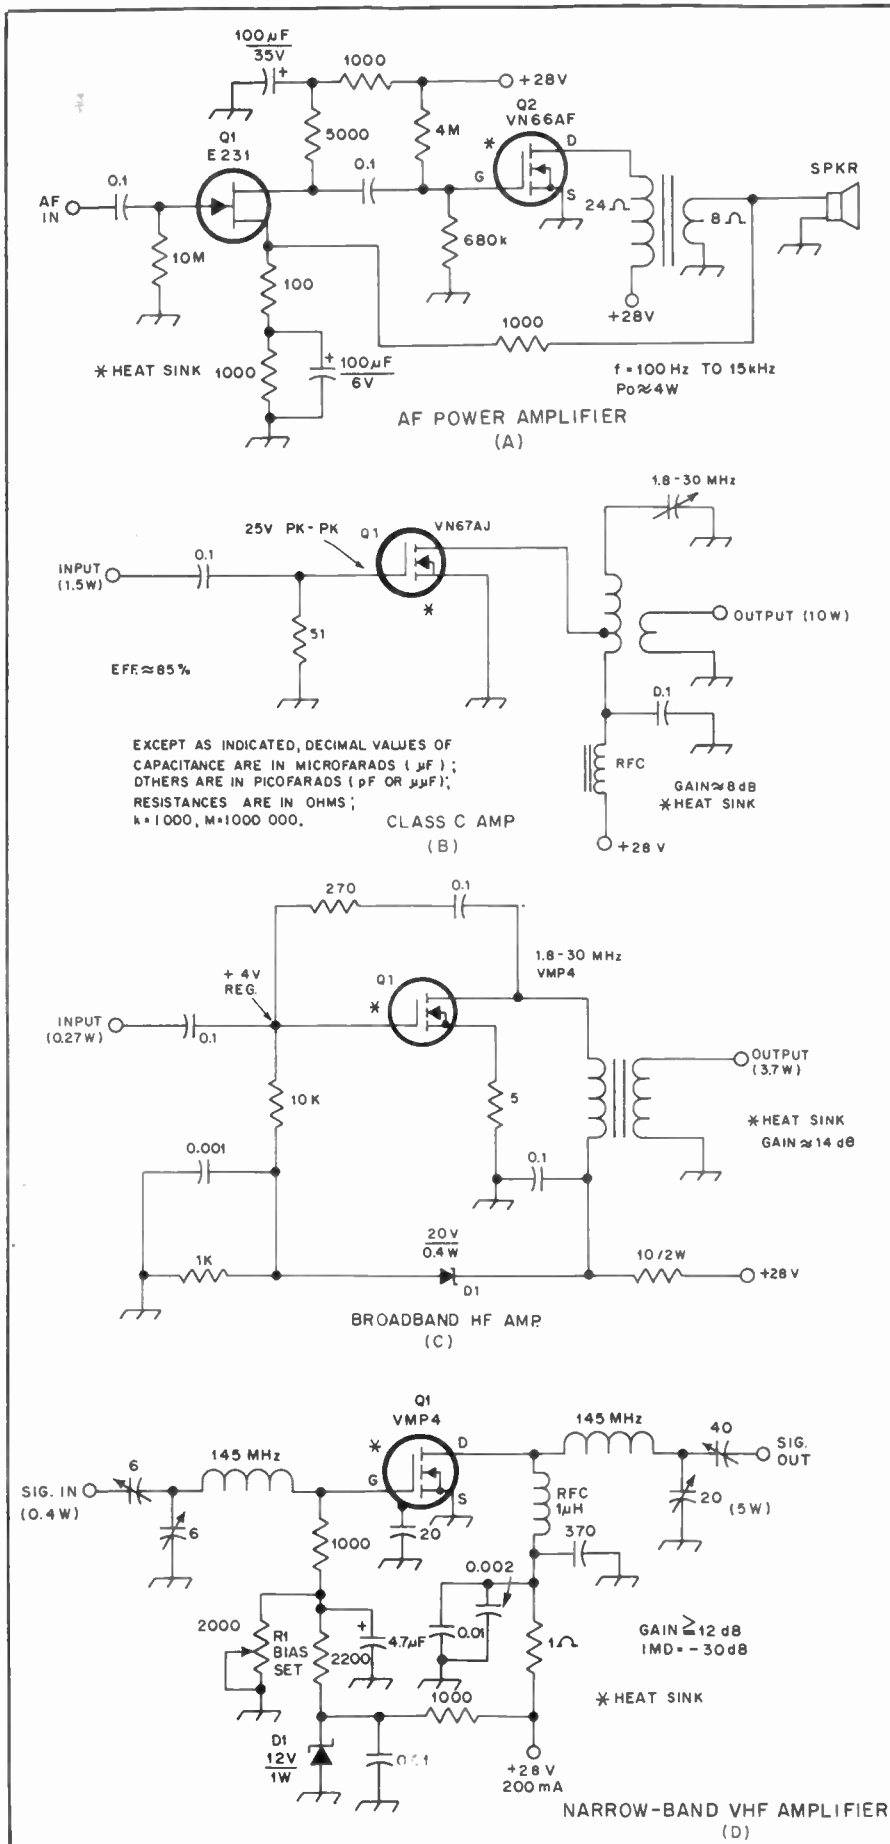 100 µF
35V
+
1000
+28V
Q2
VN66AF
5000
4M
*
D
Q1
E231
0.1
G
S
SPKR
0.1
AF
IN
24Ω
8Ω
10M
680k
100
+28V
1000
*HEAT SINK
1000
+
100µF
6V
f = 100 Hz TO 15 kHz
Po≈4W
AF POWER AMPLIFIER
(A)
1.8-30 MHz
25V PK-PK
Q1
VN67AJ
INPUT
(1.5W)
0.1
*
OUTPUT (10W)
51
EFF.≈85%
0.1
EXCEPT AS INDICATED, DECIMAL VALUES OF
CAPACITANCE ARE IN MICROFARADS ( µF ) ;
OTHERS ARE IN PICOFARADS ( pF OR µµF);
RESISTANCES ARE IN OHMS ;
k=1000, M=1000 000.
RFC
GAIN≈8dB
*HEAT SINK
CLASS C AMP
(B)
+28 V
270
0.1
1.8-30 MHz
VMP4
+ 4V
REG.
Q1
*
INPUT
(0.27W)
0.1
OUTPUT
(3.7W)
10K
5
*HEAT SINK
GAIN≈14dB
0.001
0.1
20V
0.4W
1K
D1
10/2W
+28V
BROADBAND HF AMP.
(C)
Q1
VMP4
145 MHz
*
D
145 MHz
40
SIG.
OUT
6
G
S
SIG. IN
(0.4W)
RFC
1µH
20
(5W)
6
1000
20
370
0.002
2000
R1
BIAS
SET
+
4.7µF
2200
0.01
1Ω
GAIN ≧ 12 dB
IMD=-30dB
1000
*HEAT SINK
D1
12V
1W
+28V
200mA
NARROW-BAND VHF AMPLIFIER
(D)